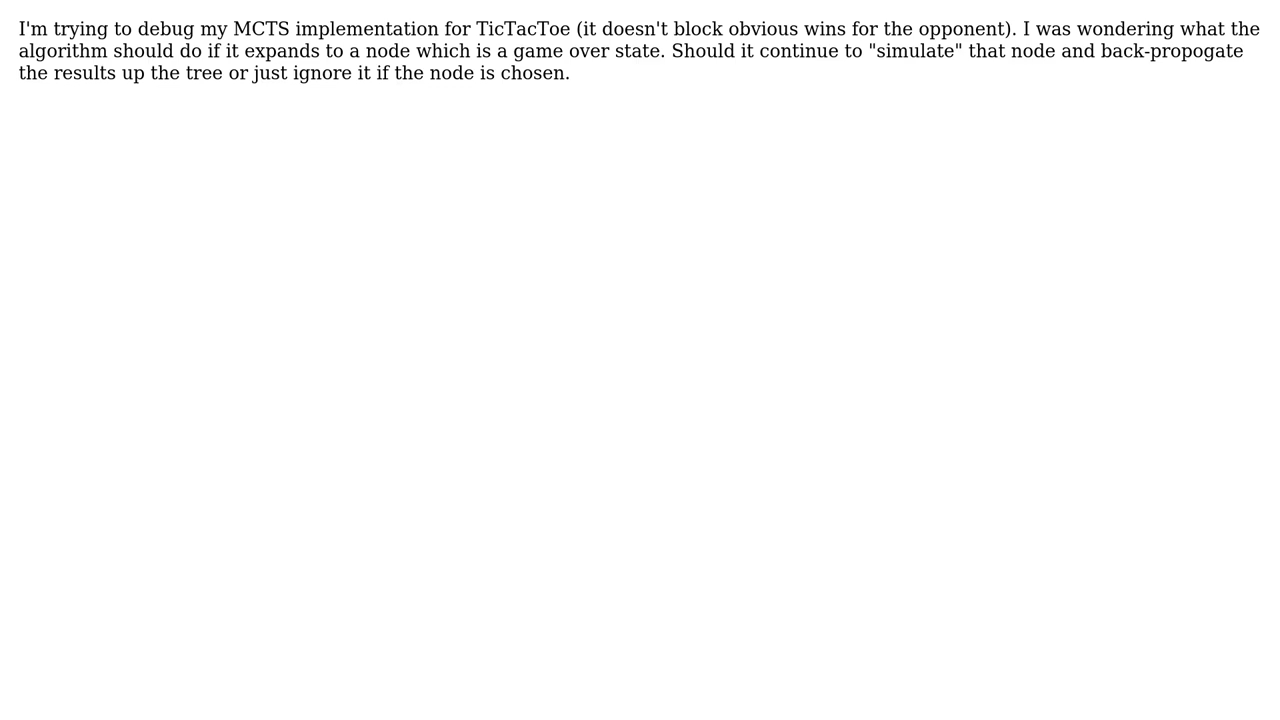 I'm trying to debug my MCTS implementation for TicTacToe (it doesn't block obvious wins for the opponent). I was wondering what the
algorithm should do if it expands to a node which is a game over state. Should it continue to "simulate" that node and back-propogate
the results up the tree or just ignore it if the node is chosen.